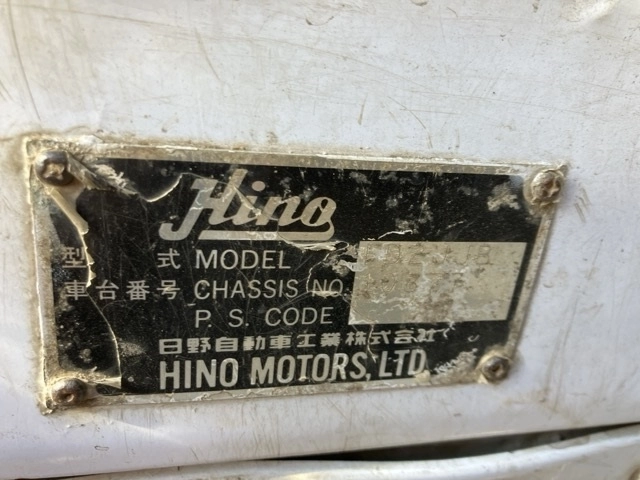 Hino
型 式 MODEL
車台番号 CHASSIS NO.
P. S. CODE
日野自動車工業株式会社
HINO MOTORS, LTD.